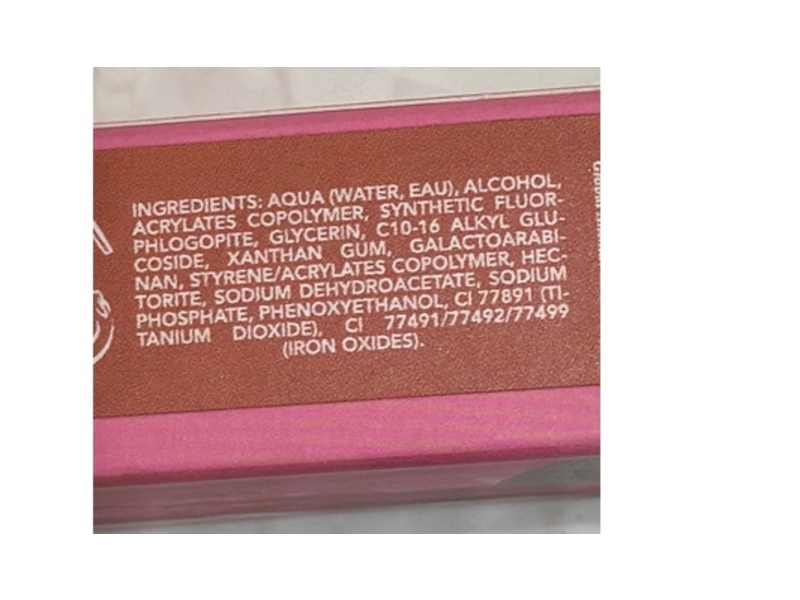 INGREDIENTS: AQUA (WATER, EAU), ALCOHOL,
ACRYLATES COPOLYMER, SYNTHETIC FLUOR-
PHLOGOPITE, GLYCERIN, C10-16 ALKYL GLU-
COSIDE, XANTHAN GUM, GALACTOARABI-
NAN, STYRENE/ACRYLATES COPOLYMER, HEC-
TORITE, SODIUM DEHYDROACETATE, SODIUM
PHOSPHATE, PHENOXYETHANOL, CI 77891 (TI-
TANIUM DIOXIDE), CI 77491/77492/77499
(IRON OXIDES).